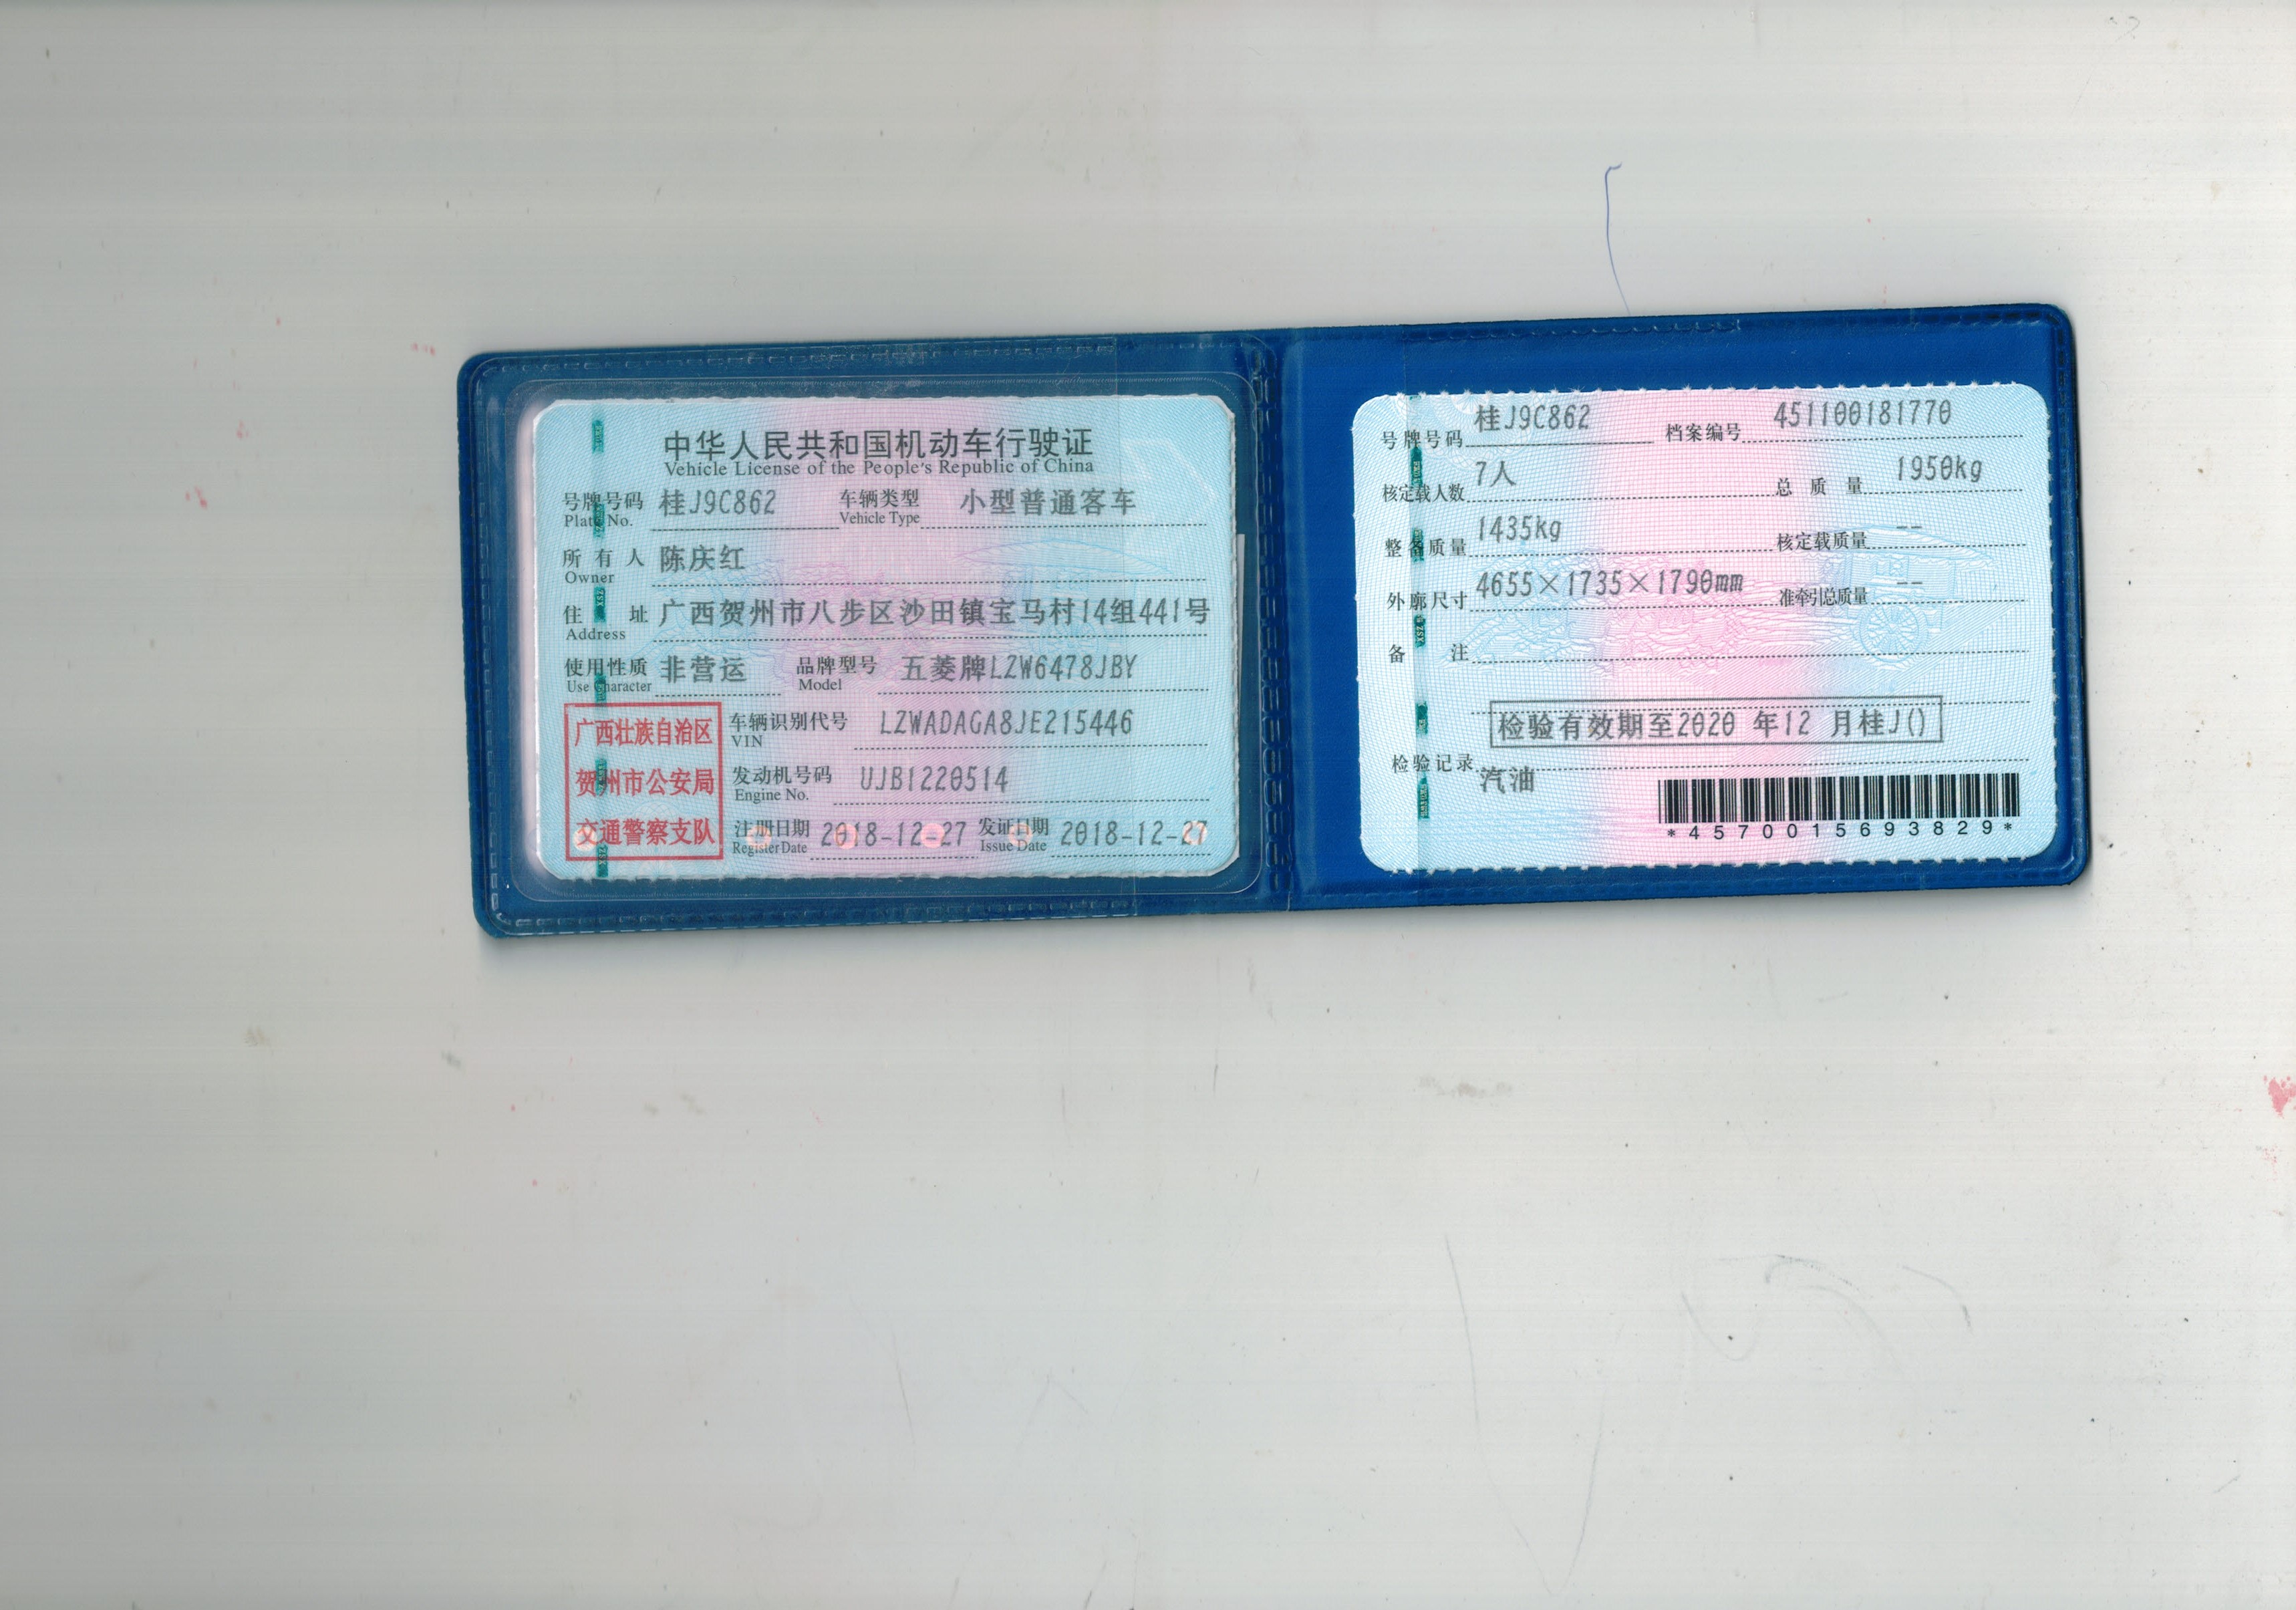 中华人民共和国机动车行驶证
Vehicle License of the People's Republic of China
号牌号码 桂J9C862 车辆类型 小型普通客车
Plate No. Vehicle Type
所有人 陈庆红
Owner
住址 广西贺州市八步区沙田镇宝马村14组441号
Address
使用性质 非营运 品牌型号 五菱牌LZW6478JBY
Use Character Model
广西壮族自治区
贺州市公安局
交通警察支队
车辆识别代号 LZWADAGA8JE215446
VIN
发动机号码 UJB1220514
Engine No.
注册日期 2018-12-27 发证日期 2018-12-27
Register Date Issue Date
号牌号码 桂J9C862 档案编号 451100181770
核定载人数 7人 总质量 1950kg
整备质量 1435kg 核定载质量 --
外廓尺寸 4655×1735×1790mm 准牵引总质量 --
备注
检验有效期至2020 年12 月桂J()
检验记录
汽油
*4570015693829*